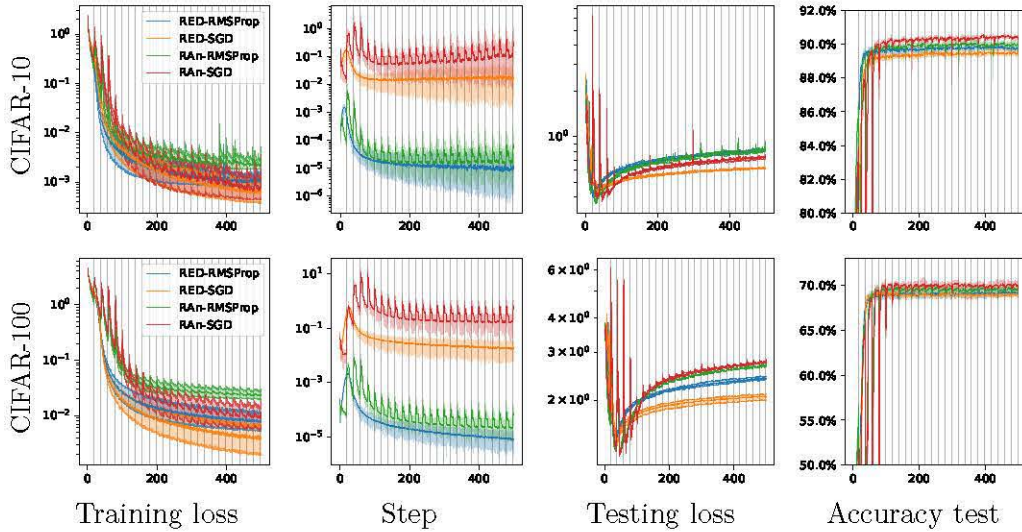 CIFAR-10
10⁰
10⁻¹
10⁻²
10⁻³
RED-RMSProp
RED-SGD
RAn-RMSProp
RAn-SGD
0 200 400
10⁰
10⁻¹
10⁻²
10⁻³
10⁻⁴
10⁻⁵
10⁻⁶
0 200 400
10⁰
0 200 400
92.0%
90.0%
88.0%
86.0%
84.0%
82.0%
80.0%
0 200 400
CIFAR-100
10⁰
10⁻¹
10⁻²
RED-RMSProp
RED-SGD
RAn-RMSProp
RAn-SGD
0 200 400
10¹
10⁻¹
10⁻³
10⁻⁵
0 200 400
6×10⁰
4×10⁰
3×10⁰
2×10⁰
0 200 400
70.0%
65.0%
60.0%
55.0%
50.0%
0 200 400
Training loss Step Testing loss Accuracy test